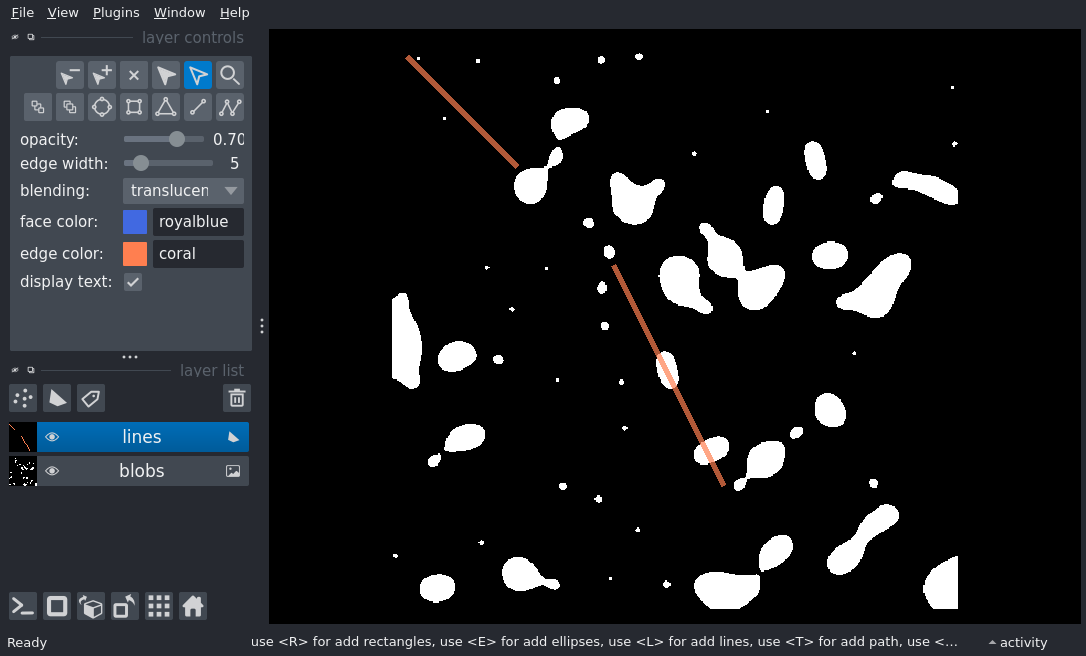 File View Plugins Window Help
layer controls
opacity: 0.70
edge width: 5
blending: translucen
face color: royalblue
edge color: coral
display text:
layer list
lines
blobs
Ready use <R> for add rectangles, use <E> for add ellipses, use <L> for add lines, use <T> for add path, use <... activity